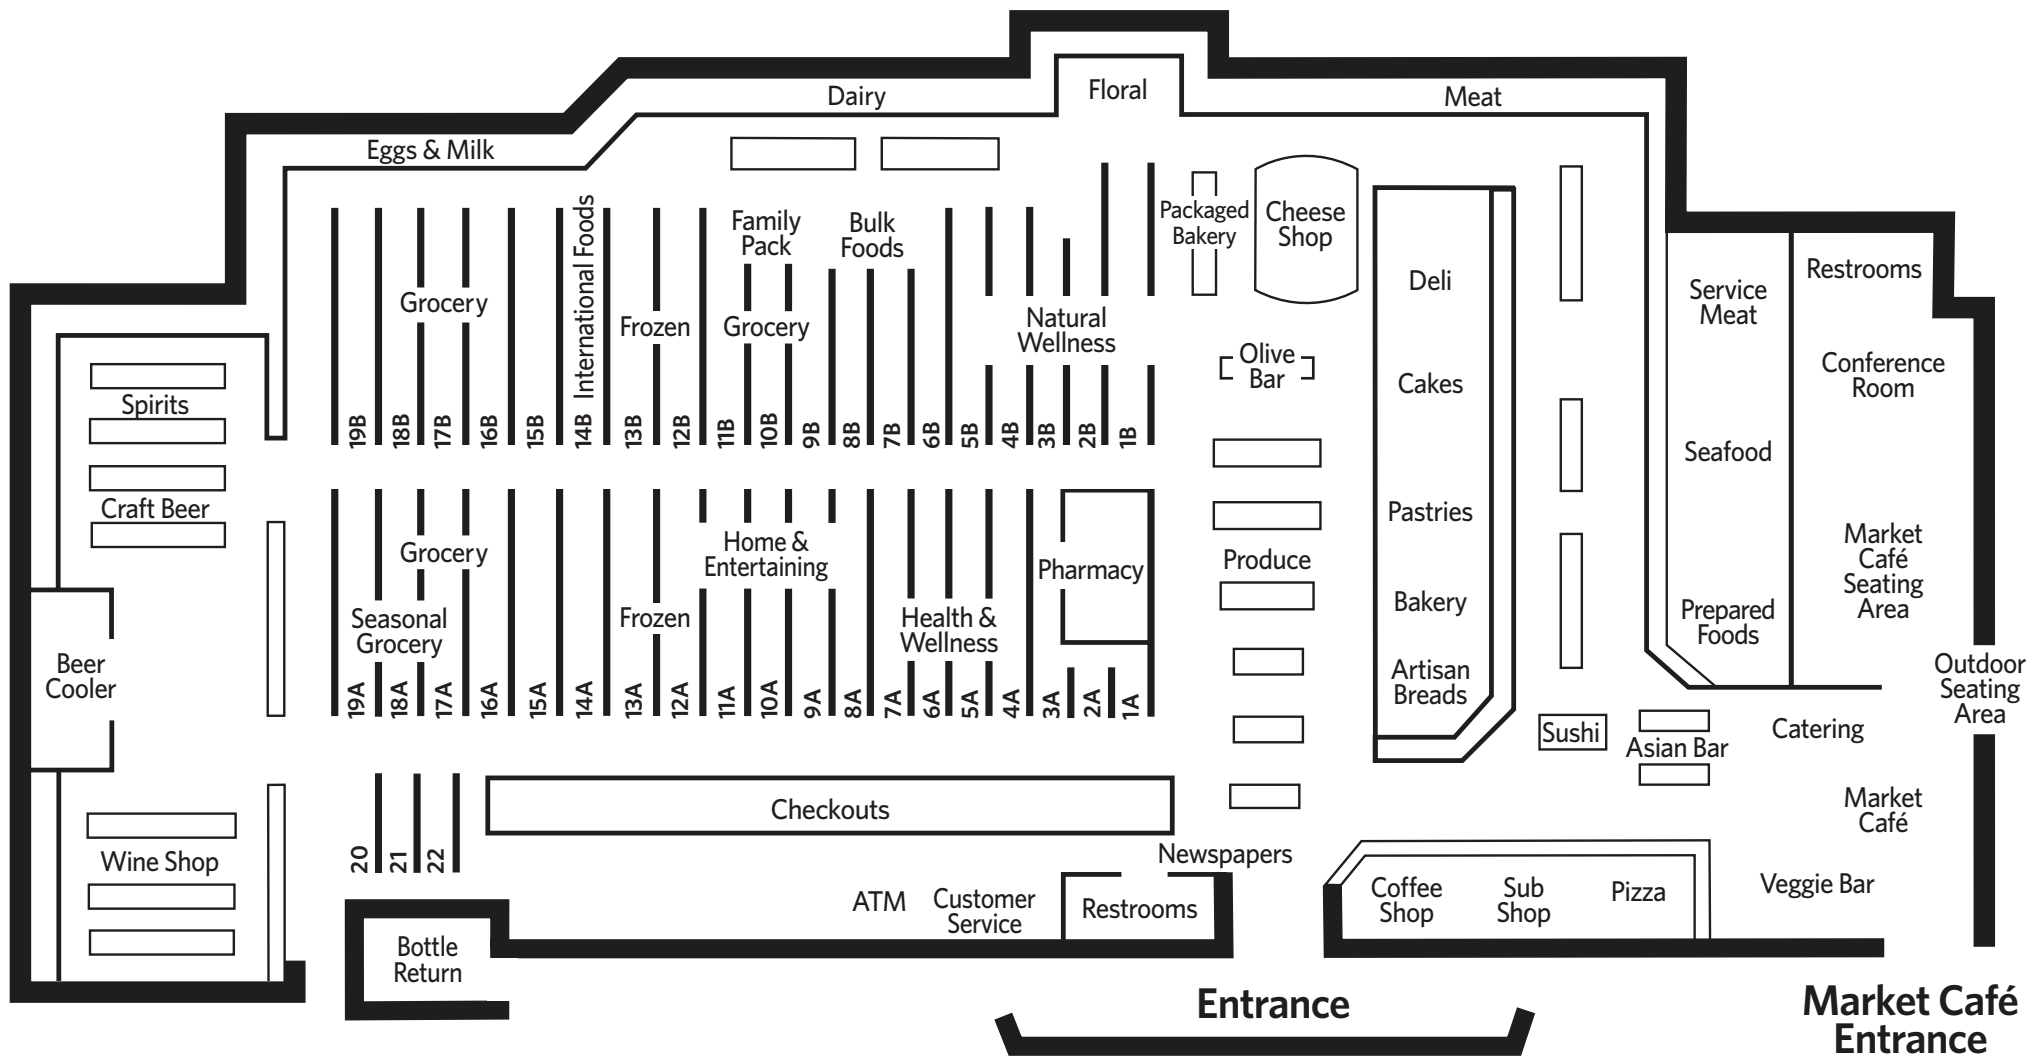 Floral
Dairy
Meat
Eggs & Milk
Family
Pack
Bulk
Foods
International Foods
Packaged
Bakery
Cheese
Shop
Deli
Service
Meat
Restrooms
Grocery
Frozen
Grocery
Natural
Wellness
Olive
Bar
Cakes
Conference
Room
Spirits
19B
18B
17B
16B
15B
14B
13B
12B
11B
10B
9B
8B
7B
6B
5B
4B
3B
2B
1B
Seafood
Craft Beer
Pastries
Grocery
Home &
Entertaining
Pharmacy
Produce
Market
Café
Seating
Area
Bakery
Prepared
Foods
Seasonal
Grocery
Frozen
Health &
Wellness
Beer
Cooler
Artisan
Breads
Outdoor
Seating
Area
19A
18A
17A
16A
15A
14A
13A
12A
11A
10A
9A
8A
7A
6A
5A
4A
3A
2A
1A
Sushi
Asian Bar
Catering
Checkouts
Market
Café
20
21
22
Wine Shop
Newspapers
ATM
Customer
Service
Restrooms
Coffee
Shop
Sub
Shop
Pizza
Veggie Bar
Bottle
Return
Entrance
Market Café
Entrance